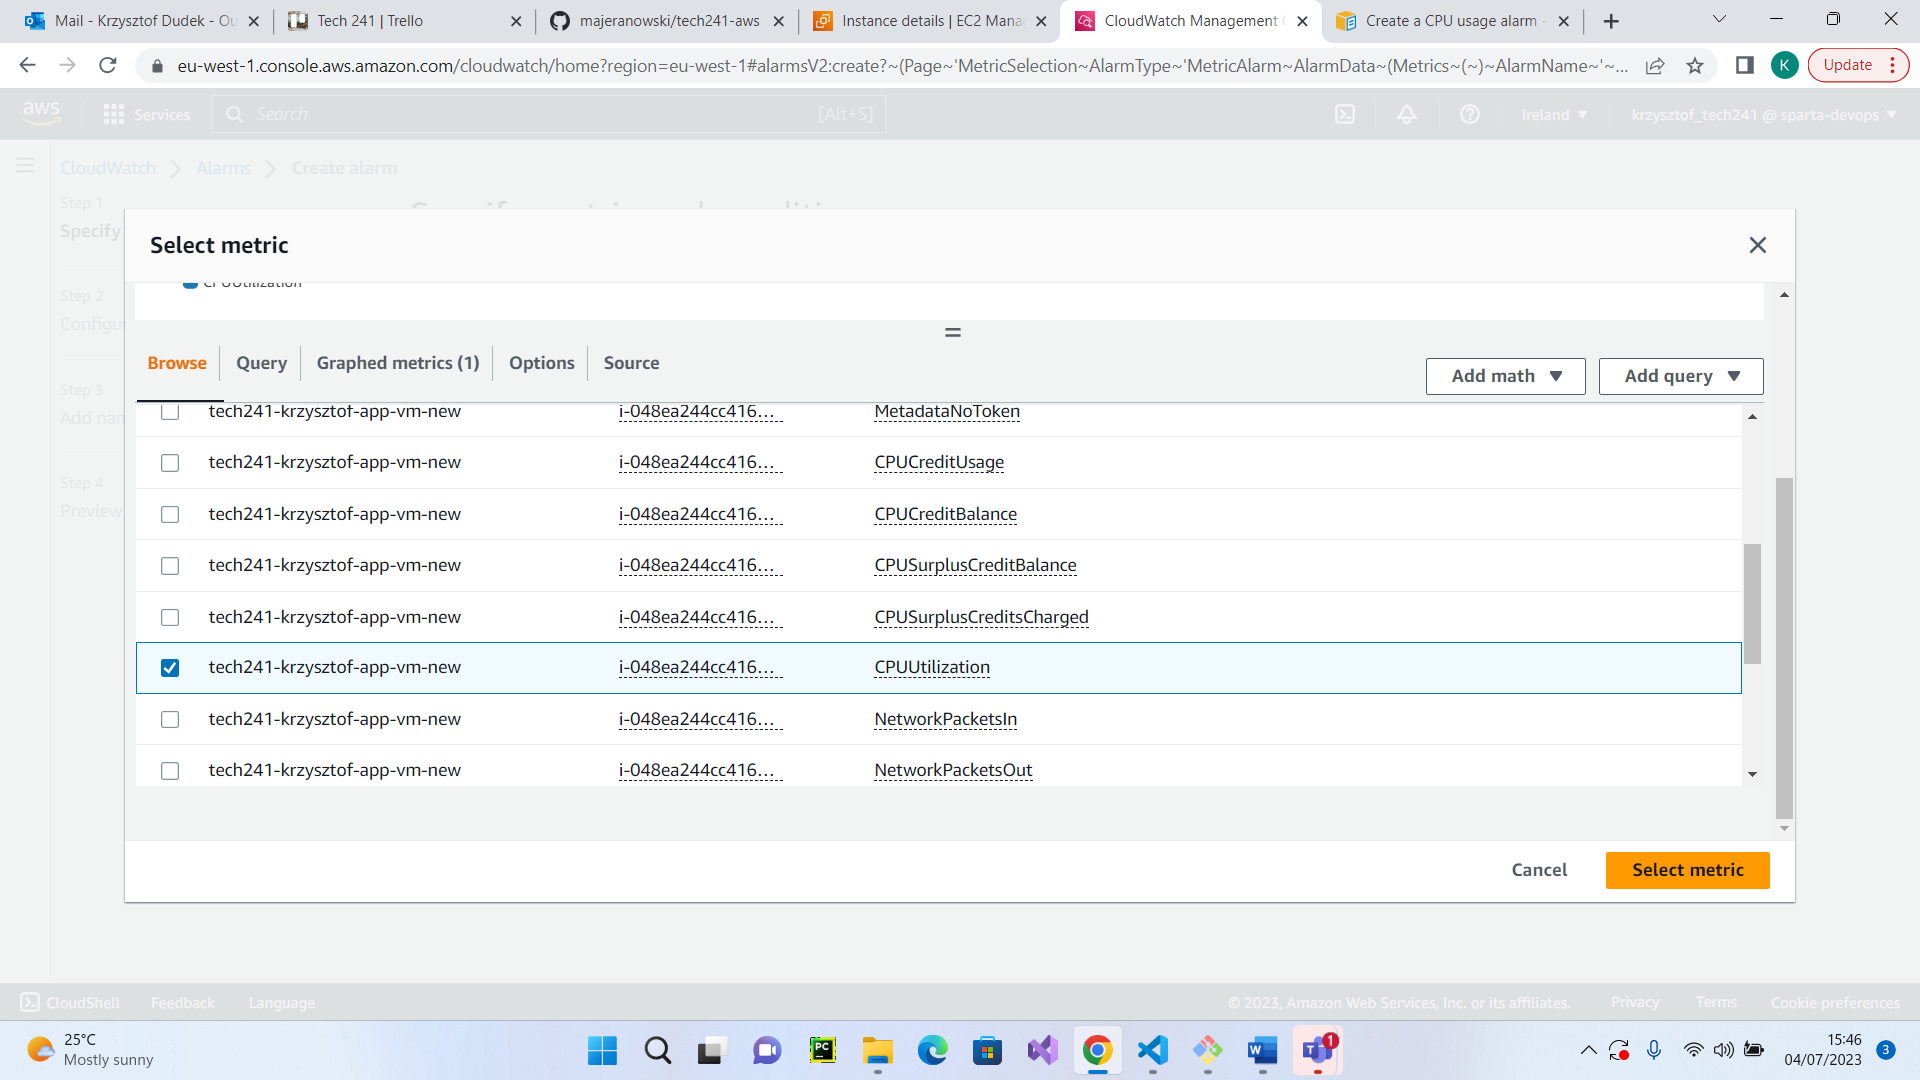 Mail - Krzysztof Dudek - Ou
Tech 241 | Trello
majeranowski/tech241-aws
Instance details | EC2 Mana
CloudWatch Management
Create a CPU usage alarm -
eu-west-1.console.aws.amazon.com/cloudwatch/home?region=eu-west-1#alarmsV2:create?~(Page~'MetricSelection~AlarmType~'MetricAlarm~AlarmData~(Metrics~(~)~AlarmName~'~...
K
Update
aws
Services
Search
[Alt+S]
Ireland
krzysztof_tech241 @ sparta-devops
CloudWatch
Alarms
Create alarm
Step 1
Specify
Step 2
Configu
Step 3
Add nam
Step 4
Preview
Select metric
CPUUtilization
Browse
Query
Graphed metrics (1)
Options
Source
Add math
Add query
tech241-krzysztof-app-vm-new i-048ea244cc416... MetadataNoToken
tech241-krzysztof-app-vm-new i-048ea244cc416... CPUCreditUsage
tech241-krzysztof-app-vm-new i-048ea244cc416... CPUCreditBalance
tech241-krzysztof-app-vm-new i-048ea244cc416... CPUSurplusCreditBalance
tech241-krzysztof-app-vm-new i-048ea244cc416... CPUSurplusCreditsCharged
tech241-krzysztof-app-vm-new i-048ea244cc416... CPUUtilization
tech241-krzysztof-app-vm-new i-048ea244cc416... NetworkPacketsIn
tech241-krzysztof-app-vm-new i-048ea244cc416... NetworkPacketsOut
Cancel
Select metric
CloudShell
Feedback
Language
© 2023, Amazon Web Services, Inc. or its affiliates.
Privacy
Terms
Cookie preferences
25°C
Mostly sunny
PC
W
T
1
15:46
04/07/2023
3